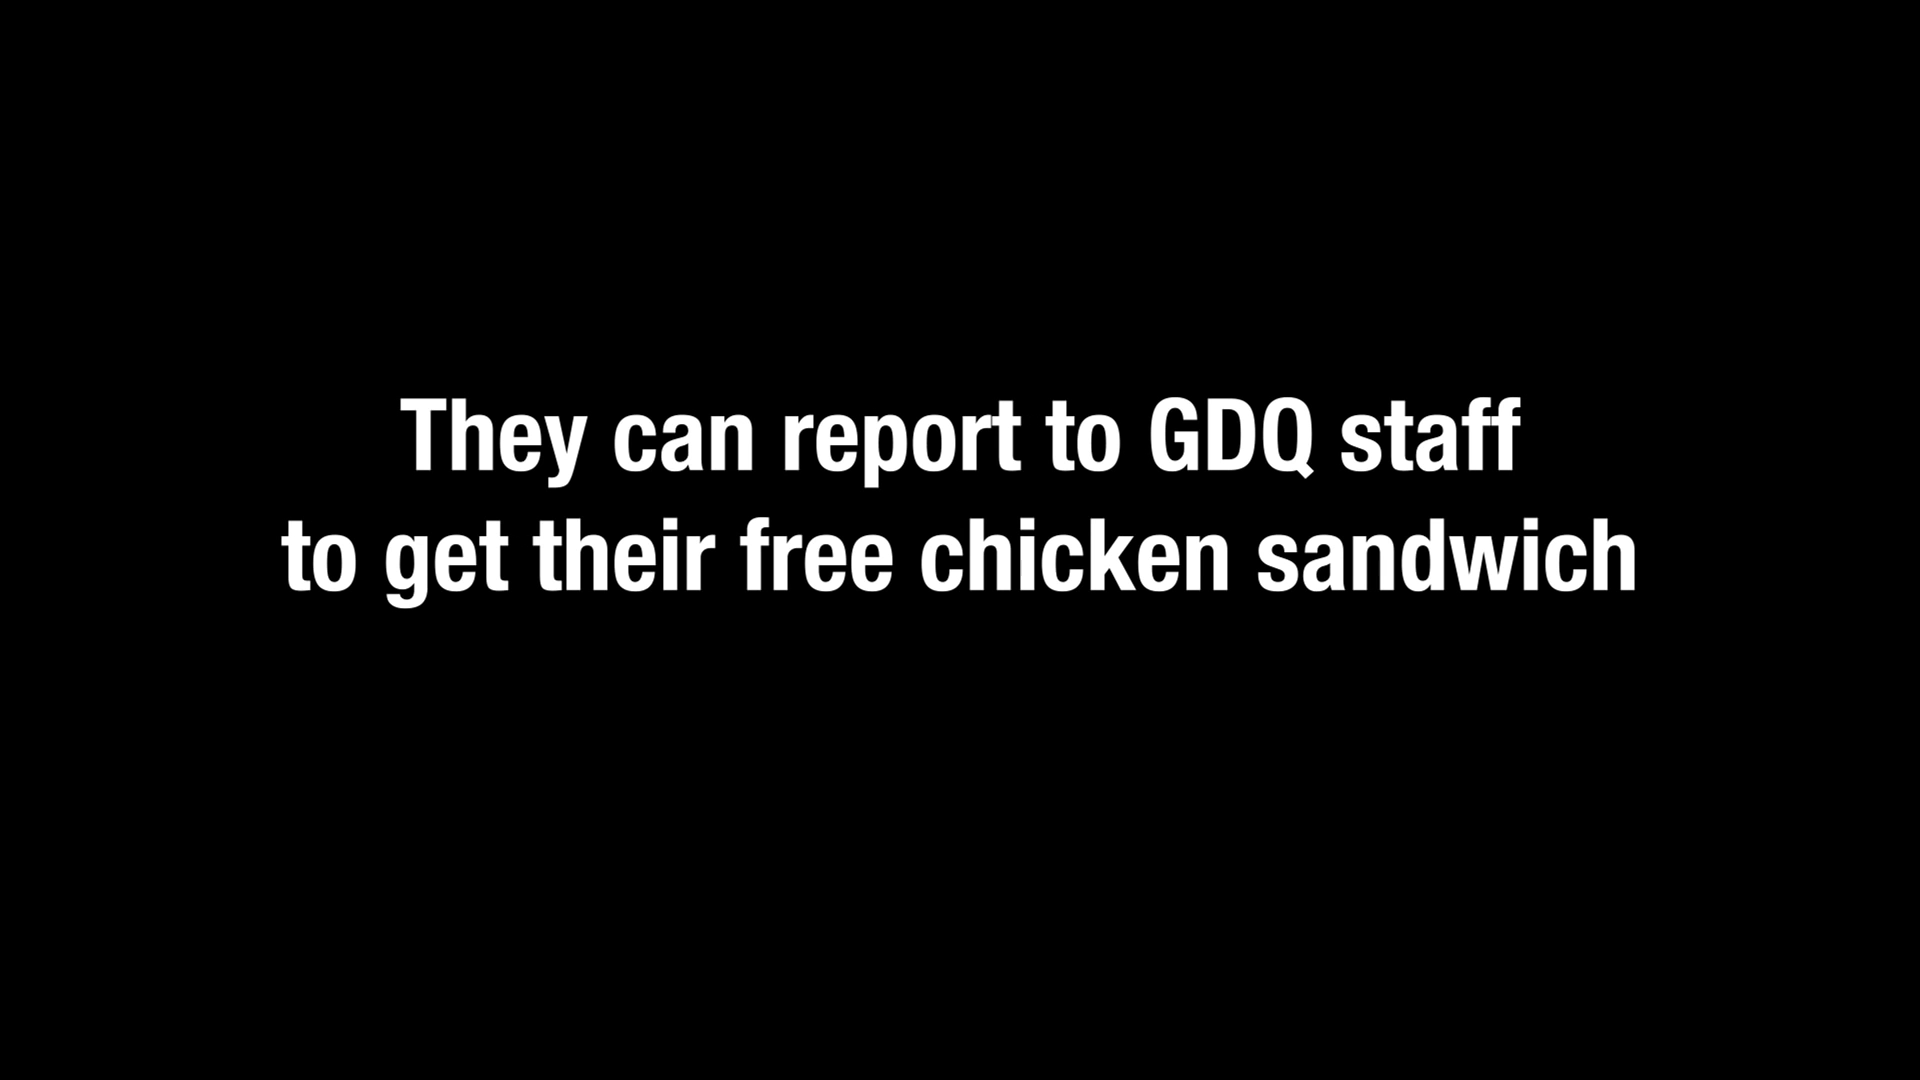 They can report to GDQ staff
to get their free chicken sandwich